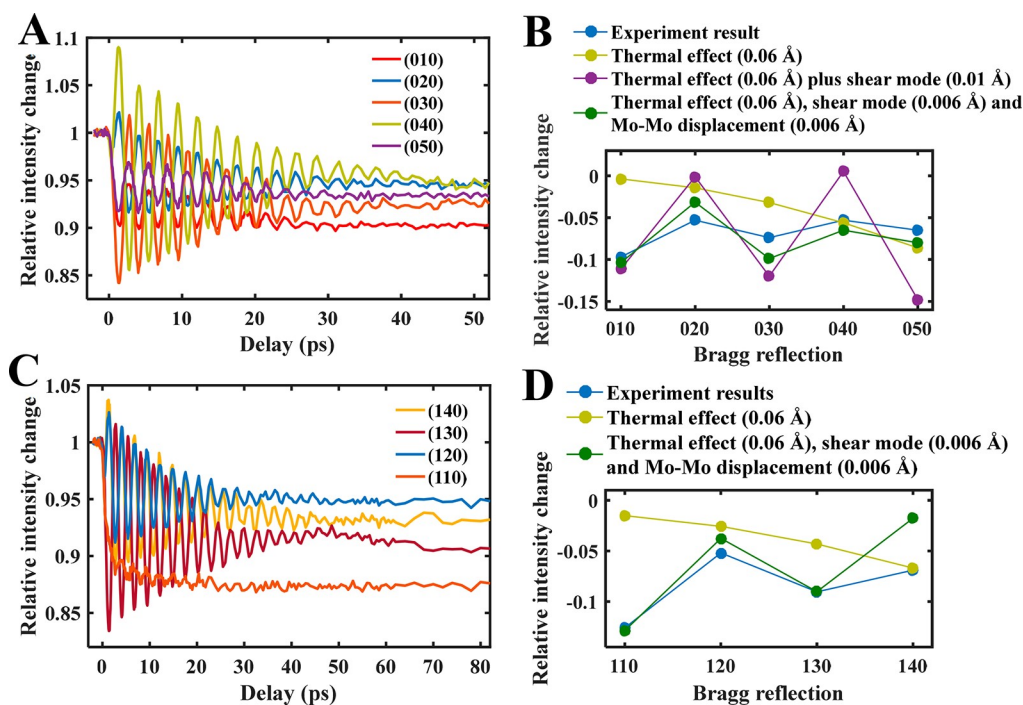 A
1.1
1.05
1
0.95
0.9
0.85
Relative intensity change
(010)
(020)
(030)
(040)
(050)
0
10
20
30
40
50
Delay (ps)
B
Experiment result
Thermal effect (0.06 Å)
Thermal effect (0.06 Å) plus shear mode (0.01 Å)
Thermal effect (0.06 Å), shear mode (0.006 Å) and
Mo-Mo displacement (0.006 Å)
Relative intensity change
0
-0.05
-0.1
-0.15
010
020
030
040
050
Bragg reflection
C
1.05
1
0.95
0.9
0.85
Relative intensity change
(140)
(130)
(120)
(110)
0
10
20
30
40
50
60
70
80
Delay (ps)
D
Experiment results
Thermal effect (0.06 Å)
Thermal effect (0.06 Å), shear mode (0.006 Å)
and Mo-Mo displacement (0.006 Å)
Relative intensity change
0
-0.05
-0.1
110
120
130
140
Bragg reflection